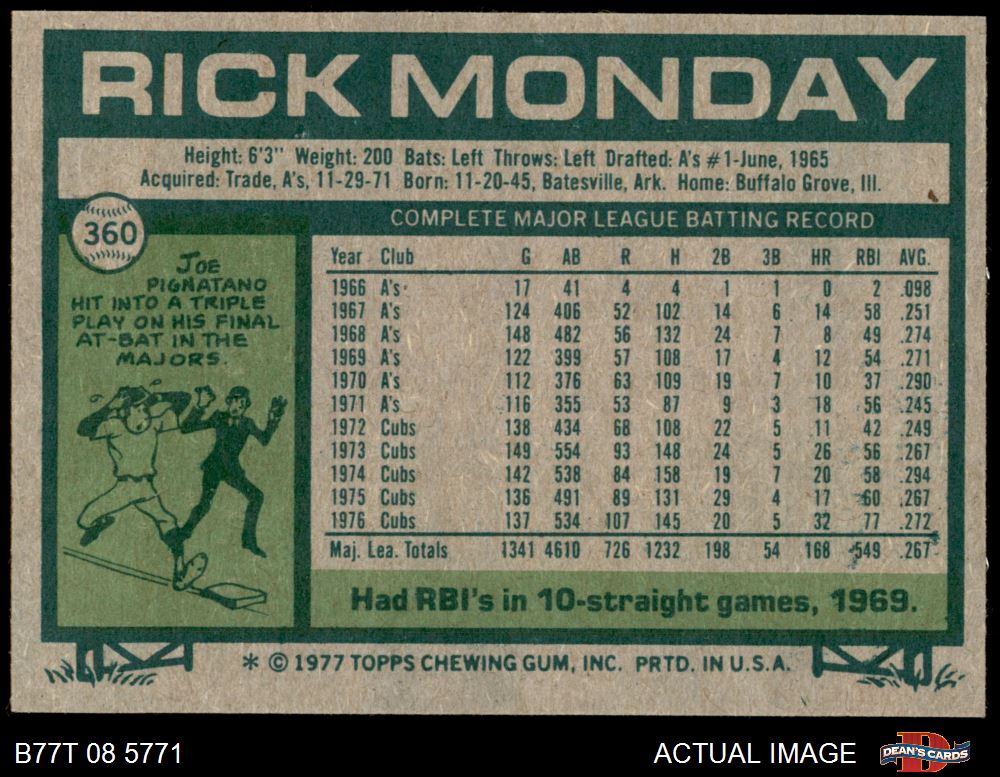 RICK MONDAY
Height: 6'3" Weight: 200 Bats: Left Throws: Left Drafted: A's #1-June, 1965
Acquired: Trade, A's, 11-29-71 Born: 11-20-45, Batesville, Ark. Home: Buffalo Grove, Ill.
360
JOE
PIGNATANO
HIT INTO A TRIPLE
PLAY ON HIS FINAL
AT-BAT IN THE
MAJORS.
COMPLETE MAJOR LEAGUE BATTING RECORD
Year Club G AB R H 2B 3B HR RBI AVG.
1966 A's 17 41 4 4 1 1 0 2 .098
1967 A's 124 406 52 102 14 6 14 58 .251
1968 A's 148 482 56 132 24 7 8 49 .274
1969 A's 122 399 57 108 17 4 12 54 .271
1970 A's 112 376 63 109 19 7 10 37 .290
1971 A's 116 355 53 87 9 3 18 56 .245
1972 Cubs 138 434 68 108 22 5 11 42 .249
1973 Cubs 149 554 93 148 24 5 26 56 .267
1974 Cubs 142 538 84 158 19 7 20 58 .294
1975 Cubs 136 491 89 131 29 4 17 60 .267
1976 Cubs 137 534 107 145 20 5 32 77 .272
Maj. Lea. Totals 1341 4610 726 1232 198 54 168 549 .267
Had RBI's in 10-straight games, 1969.
* © 1977 TOPPS CHEWING GUM, INC. PRTD. IN U.S.A.
B77T 08 5771
ACTUAL IMAGE
DEAN'S CARDS